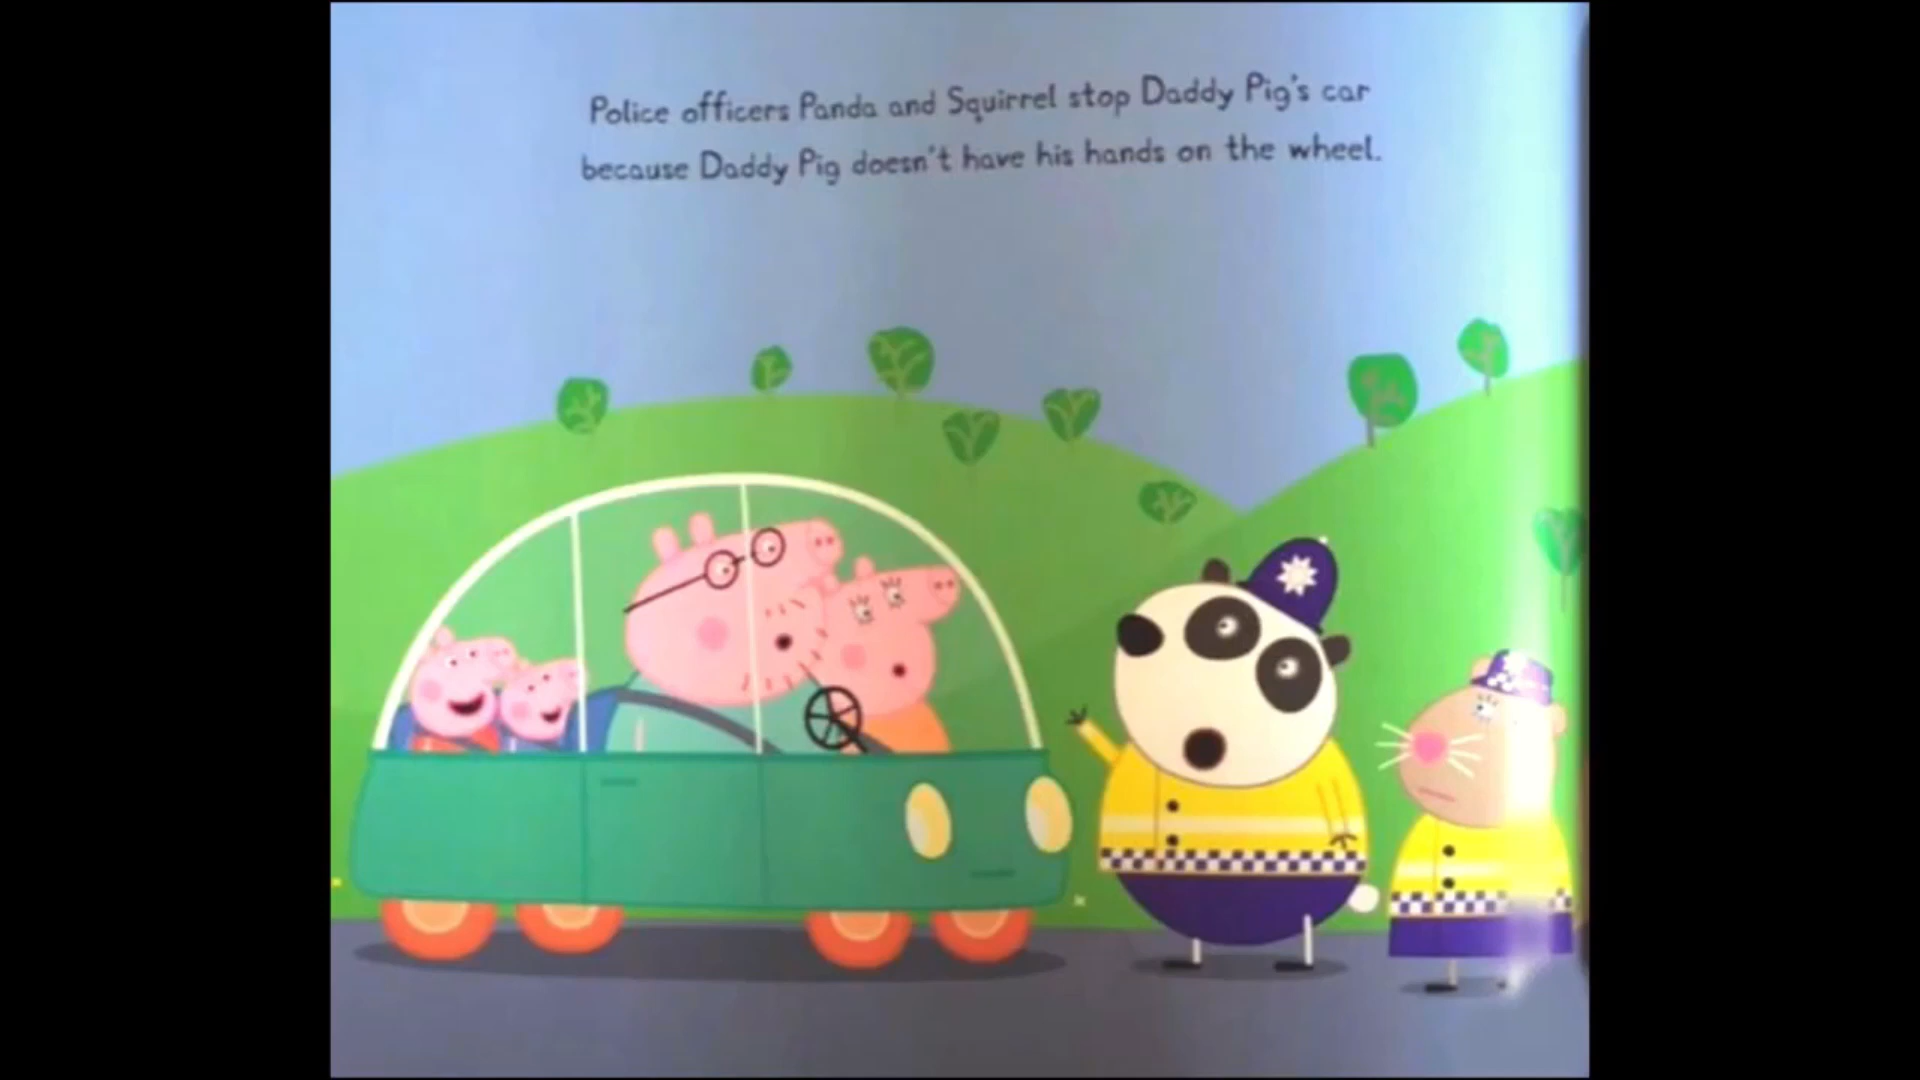 Police officers Panda and Squirrel stop Daddy Pig's car
because Daddy Pig doesn't have his hands on the wheel.